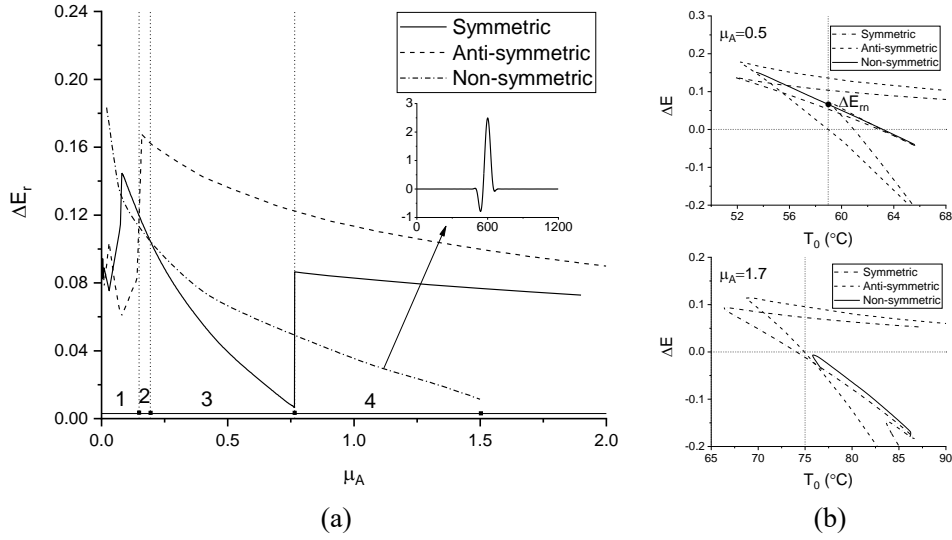 0.24
0.20
0.16
0.12
0.08
0.04
0.00
ΔE_r
0.0 0.5 1.0 1.5 2.0
μ_A
1 2 3 4
Symmetric
Anti-symmetric
Non-symmetric
3
2
1
0
-1
0 600 1200
(a)
μ_A=0.5
Symmetric
Anti-symmetric
Non-symmetric
ΔE_rn
0.3
0.2
0.1
0.0
-0.1
-0.2
ΔE
52 56 60 64 68
T_0 (°C)
μ_A=1.7
Symmetric
Anti-symmetric
Non-symmetric
0.2
0.1
0.0
-0.1
-0.2
ΔE
65 70 75 80 85 90
T_0 (°C)
(b)